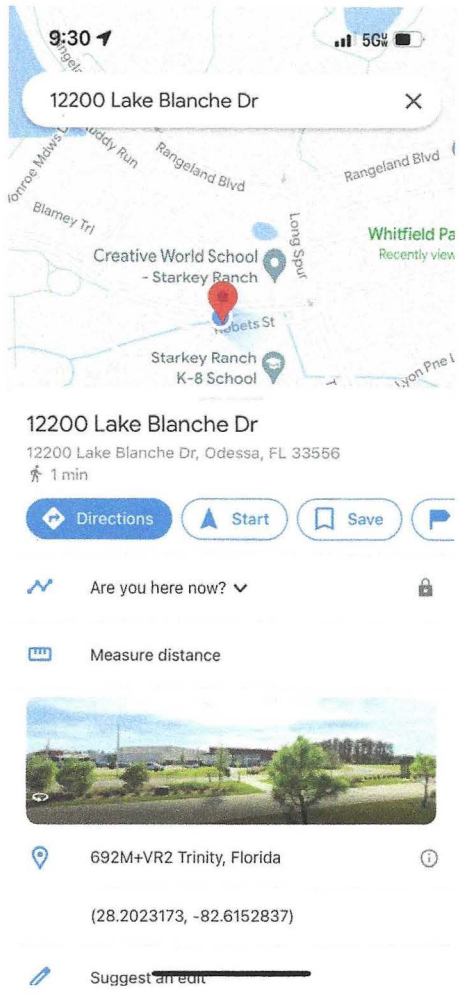 9:30
5G
12200 Lake Blanche Dr
Rangeland Blvd
Rangeland Blvd
Blamey Trl
Long Spur
Whitfield Pa
Recently view
Creative World School
- Starkey Ranch
bets St
Starkey Ranch
K-8 School
12200 Lake Blanche Dr
12200 Lake Blanche Dr, Odessa, FL 33556
1 min
Directions
Start
Save
Are you here now?
Measure distance
692M+VR2 Trinity, Florida
(28.2023173, -82.6152837)
Suggest an edit